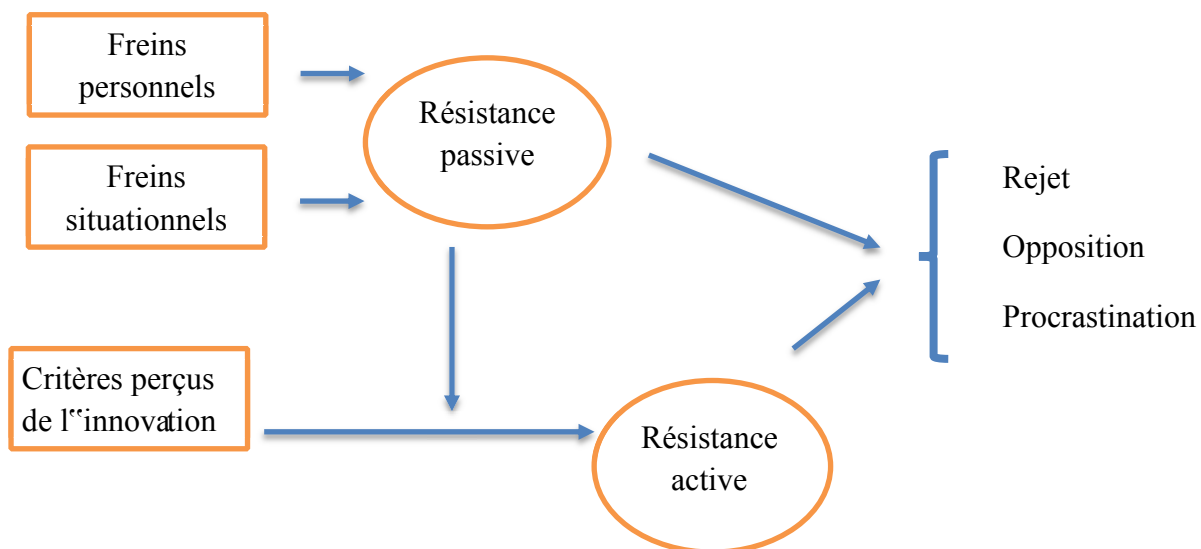 Freins
personnels
Résistance
passive
Freins
situationnels
Rejet
Opposition
Procrastination
Critères perçus
de l‟innovation
Résistance
active